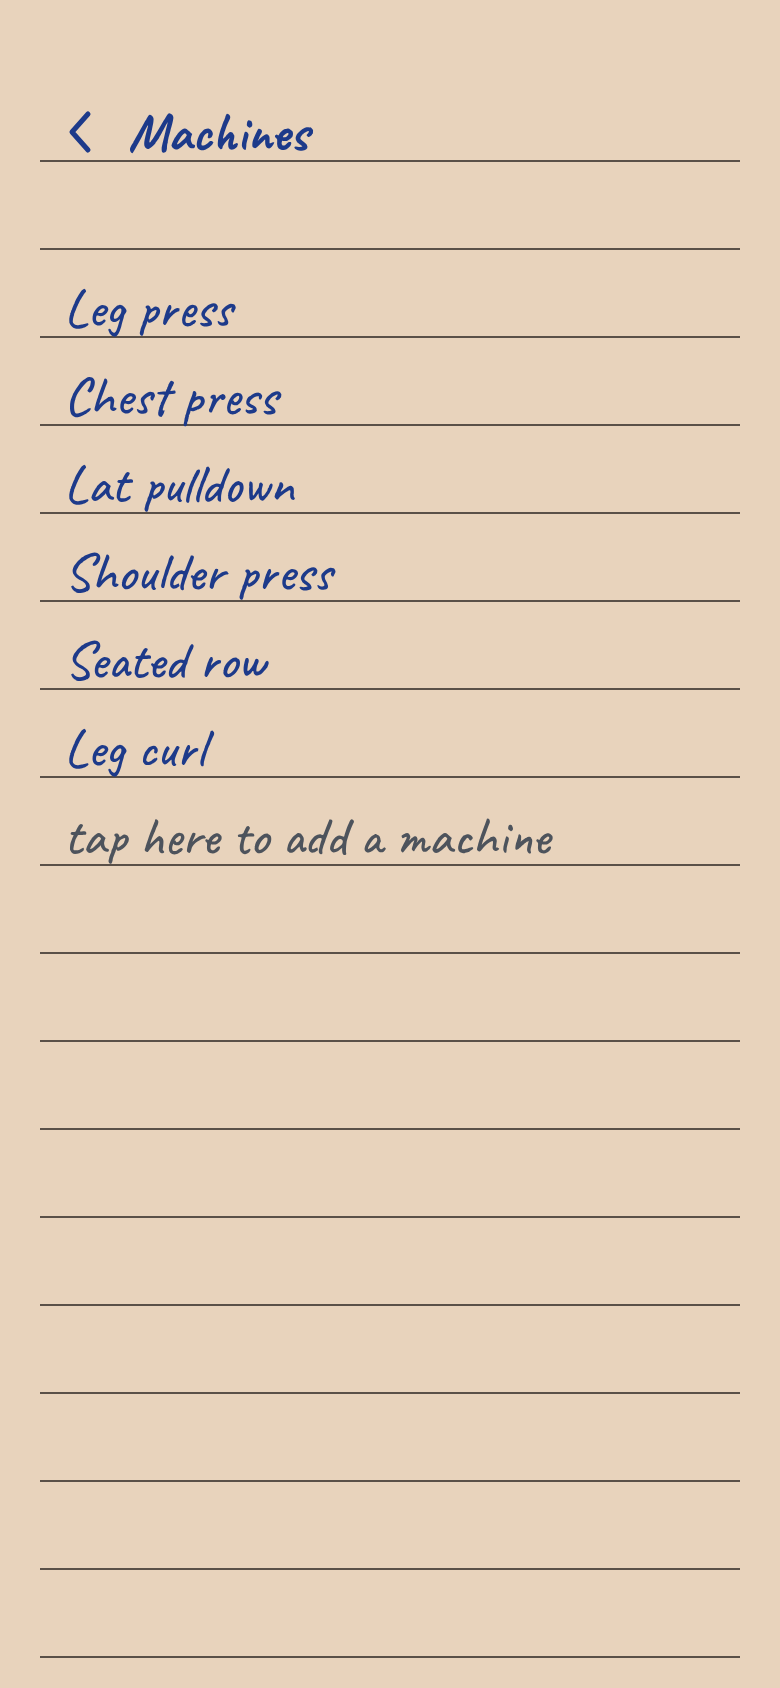 Machines
Leg press
Chest press
Lat pulldown
Shoulder press
Seated row
Leg curl
tap here to add a machine